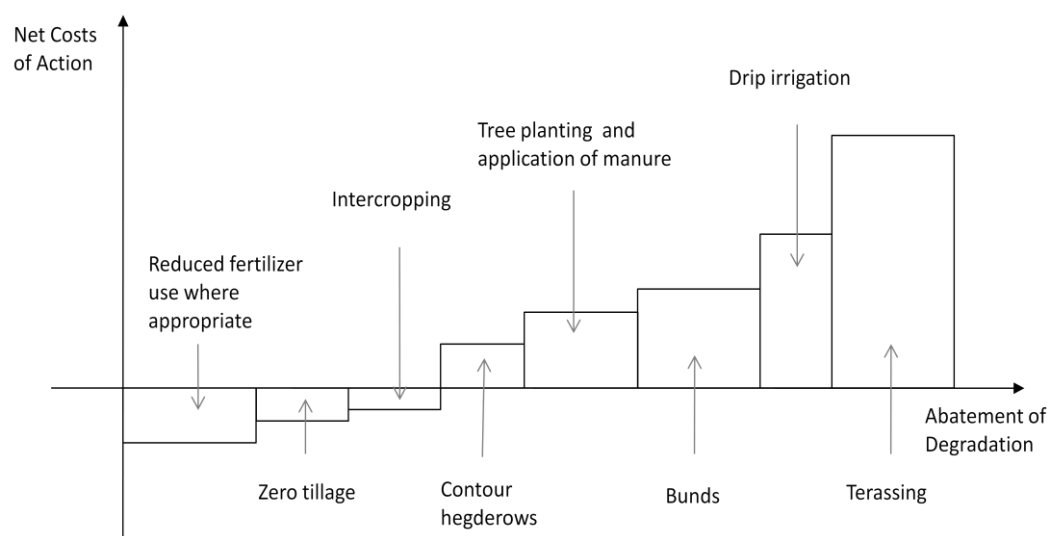 Net Costs
of Action
Drip irrigation
Tree planting and
application of manure
Intercropping
Reduced fertilizer
use where
appropriate
Abatement of
Degradation
Zero tillage
Contour
hegderows
Bunds
Terassing